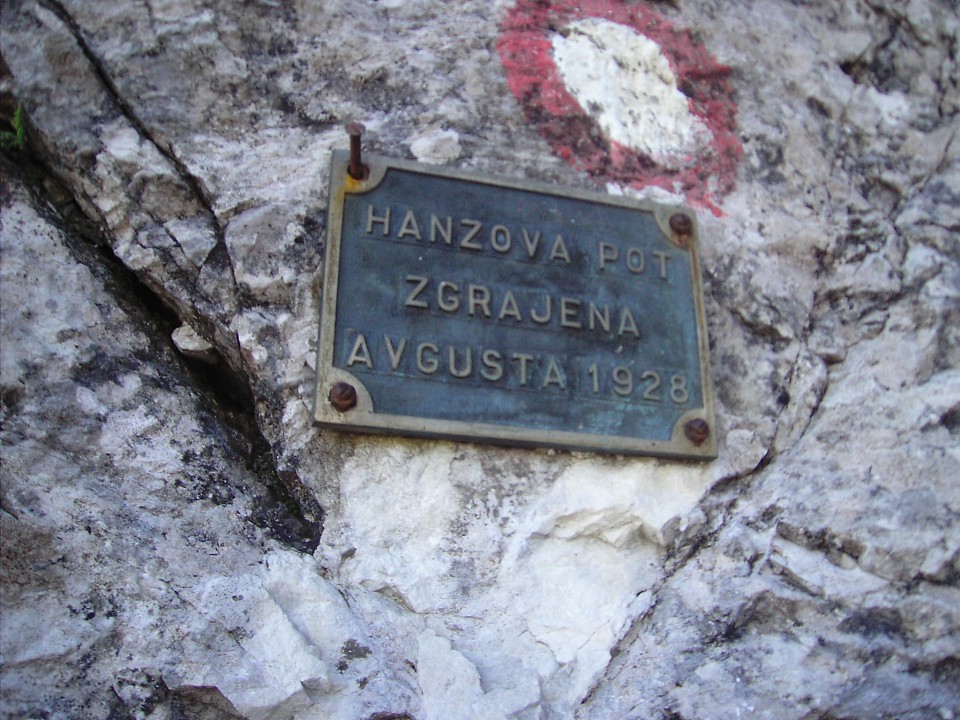 HANZOVA POT
ZGRAJENA
AVGUSTA 1928